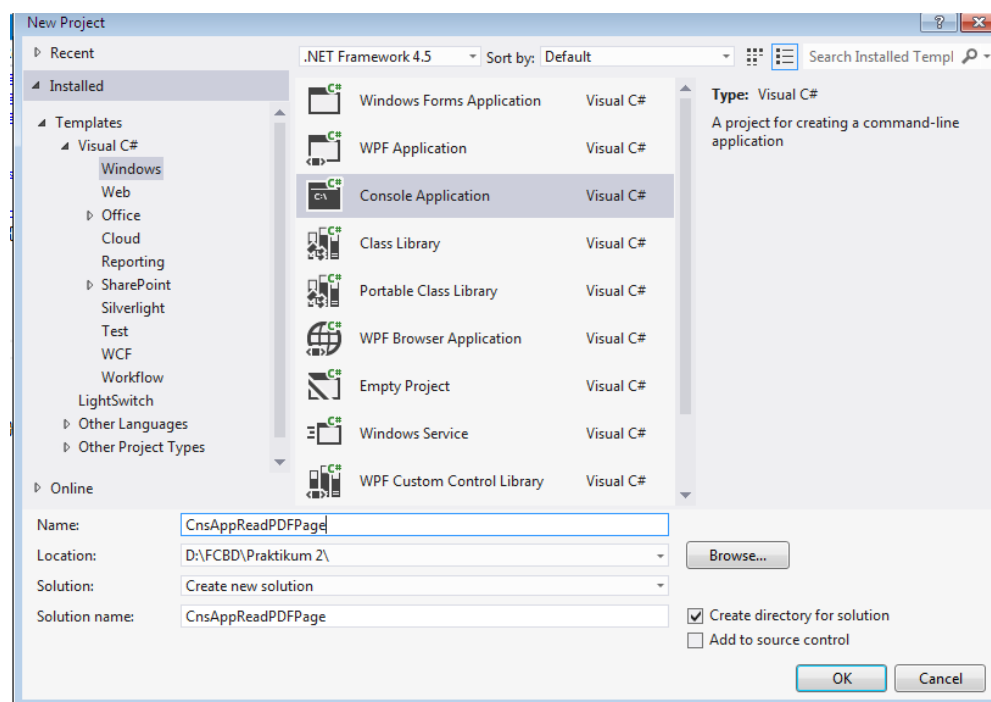 New Project
?
Recent
.NET Framework 4.5
Sort by: Default
Search Installed Templ
Installed
Templates
Visual C#
Windows
Web
Office
Cloud
Reporting
SharePoint
Silverlight
Test
WCF
Workflow
LightSwitch
Other Languages
Other Project Types
Online
C# Windows Forms Application Visual C#
C# WPF Application Visual C#
C# C:\ Console Application Visual C#
C# Class Library Visual C#
C# Portable Class Library Visual C#
C# WPF Browser Application Visual C#
C# Empty Project Visual C#
C# Windows Service Visual C#
C# WPF Custom Control Library Visual C#
Type: Visual C#
A project for creating a command-line
application
Name: CnsAppReadPDFPage
Location: D:\FCBD\Praktikum 2\
Browse...
Solution: Create new solution
Solution name: CnsAppReadPDFPage
Create directory for solution
Add to source control
OK
Cancel